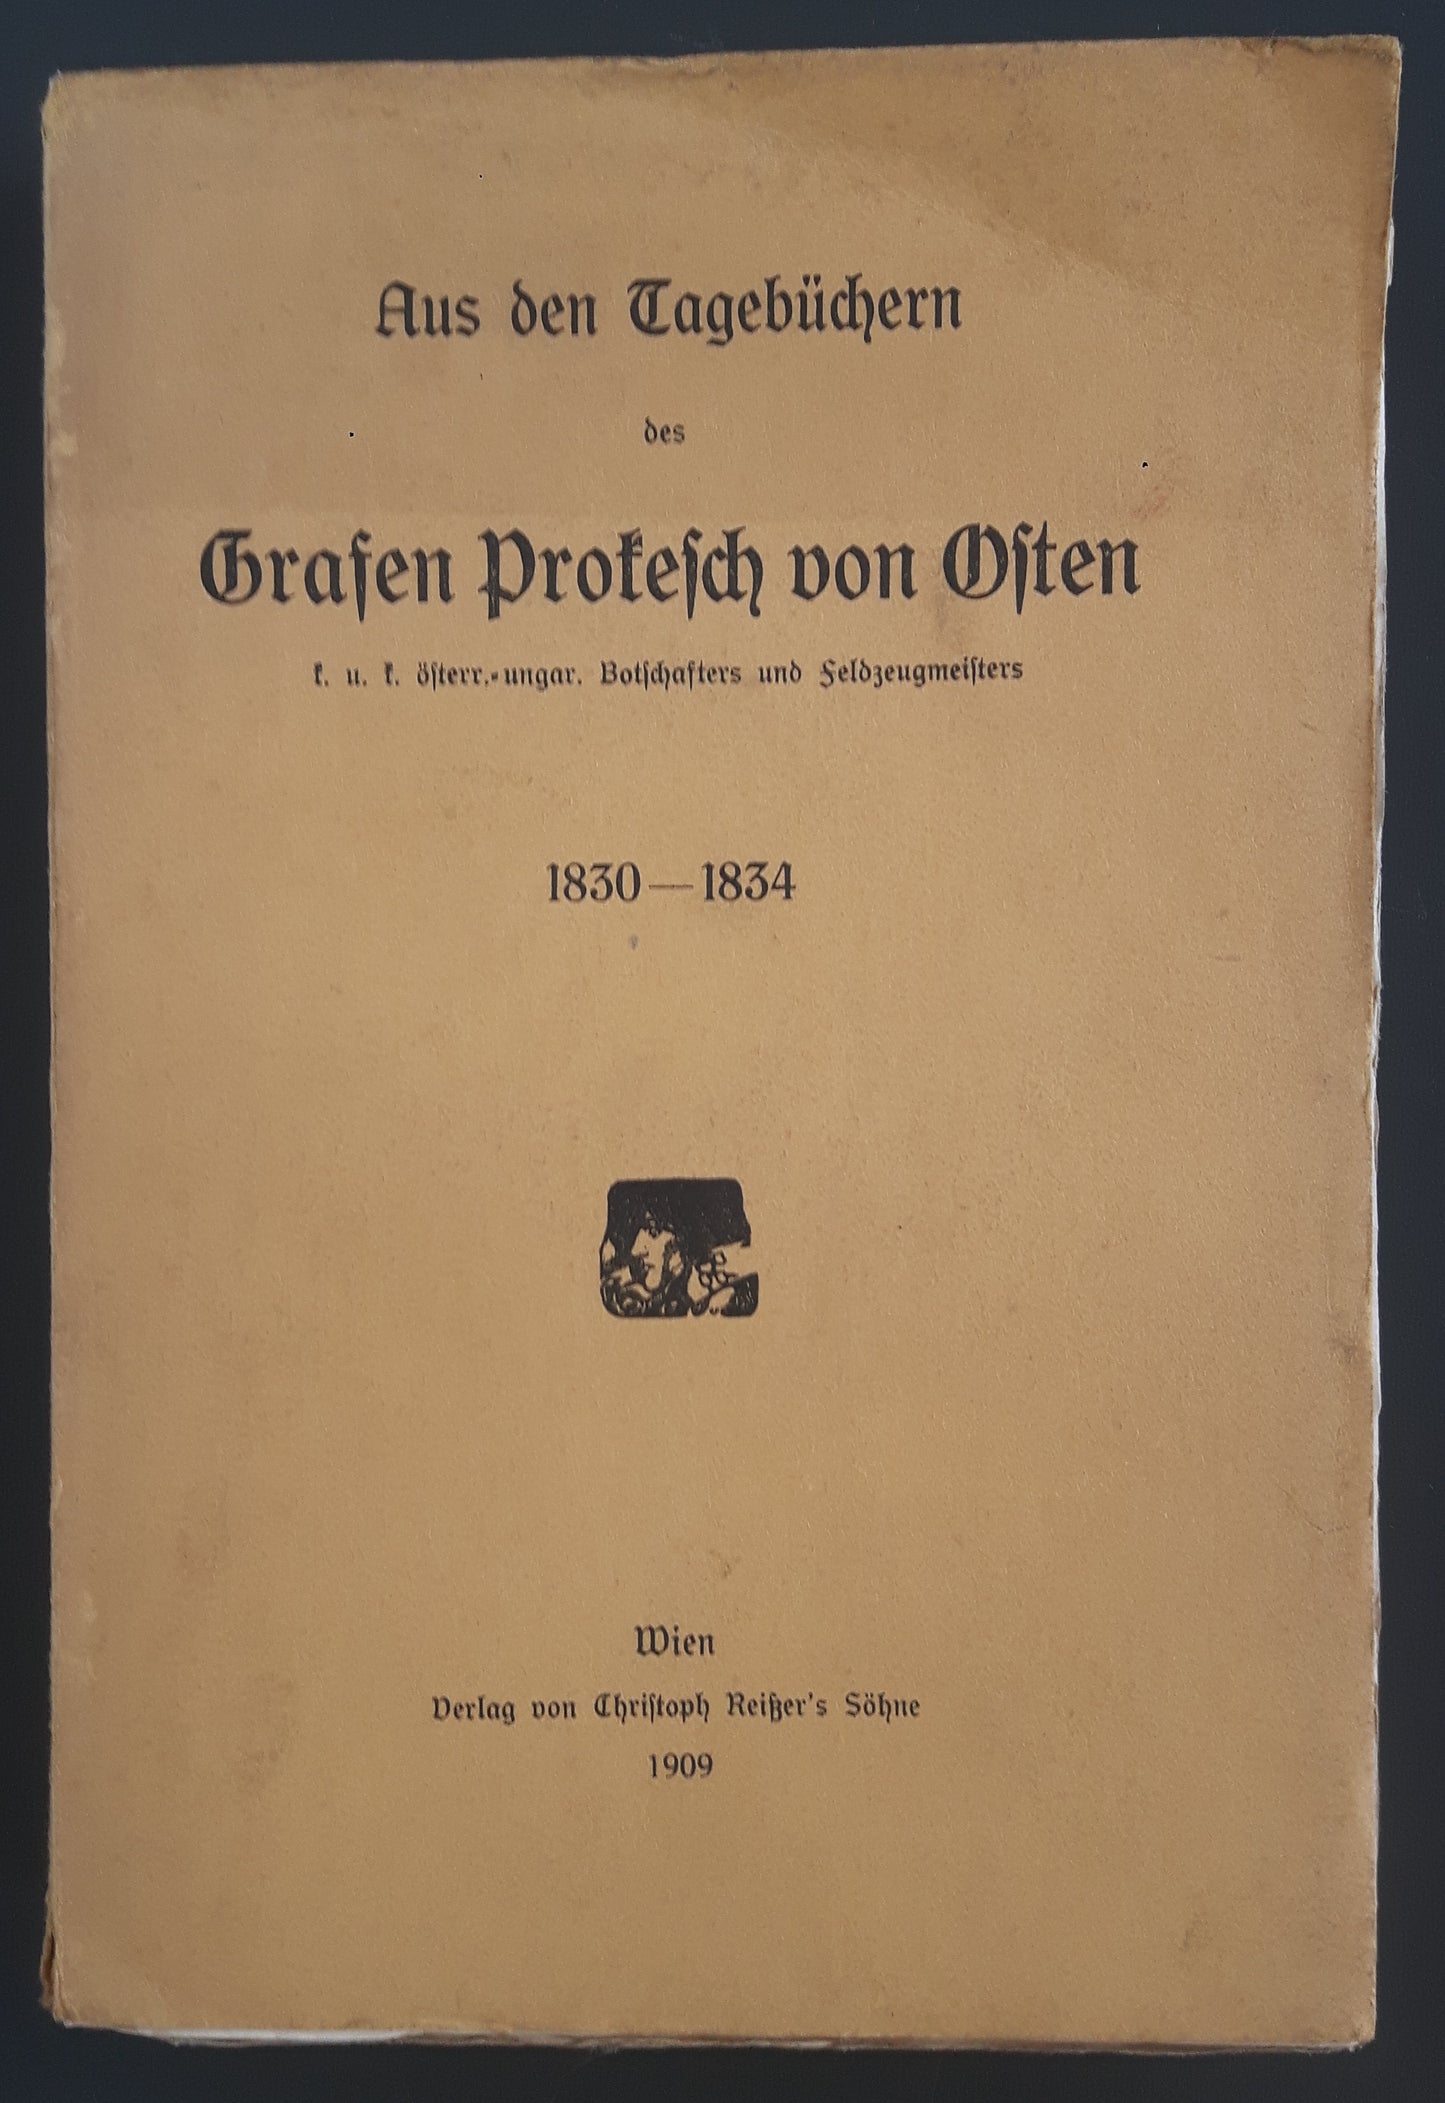 Aus den Tagebüchern
des
Grafen Prokesch von Osten
k. u. k. österr.-ungar. Botschafters und Feldzeugmeisters
1830—1834
Wien
Verlag von Christoph Reißer's Söhne
1909